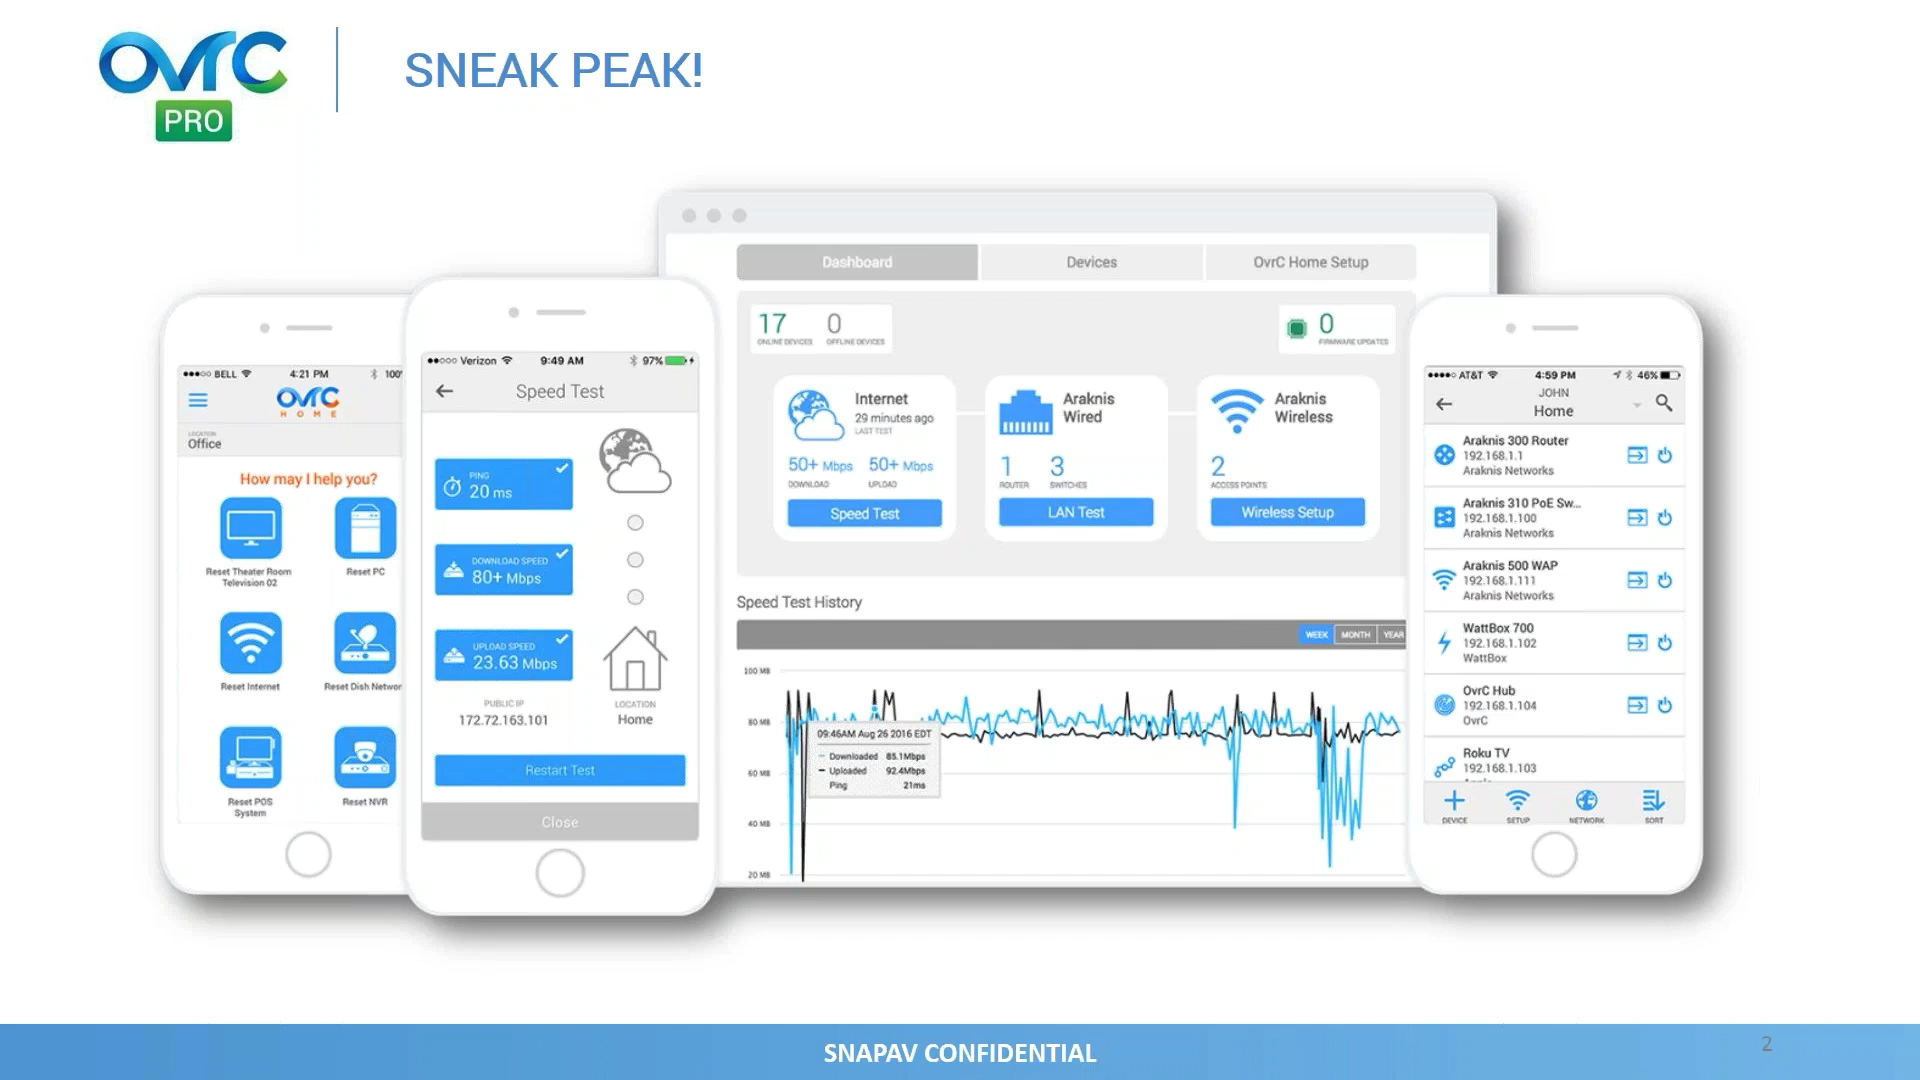 OvrC
PRO
SNEAK PEAK!
BELL 4:21 PM 100
OvrC
HOME
LOCATION
Office
How may I help you?
Reset Theater Room
Television 02
Reset PC
Reset Internet
Reset Dish Networ
Reset POS
System
Reset NVR
Verizon 9:49 AM 97%
Speed Test
PING
20 ms
DOWNLOAD SPEED
80+ Mbps
UPLOAD SPEED
23.63 Mbps
PUBLIC IP
172.72.163.101
LOCATION
Home
Restart Test
Close
Dashboard
Devices
OvrC Home Setup
17
ONLINE DEVICES
0
OFFLINE DEVICES
0
FIRMWARE UPDATES
Internet
29 minutes ago
LAST TEST
50+ Mbps
DOWNLOAD
50+ Mbps
UPLOAD
Speed Test
Araknis
Wired
1
ROUTER
3
SWITCHES
LAN Test
Araknis
Wireless
2
ACCESS POINTS
Wireless Setup
Speed Test History
WEEK MONTH YEAR
100 MB
80 MB
60 MB
40 MB
20 MB
09:46AM Aug 26 2016 EDT
Downloaded 85.1Mbps
Uploaded 92.4Mbps
Ping 21ms
AT&T 4:59 PM 46%
JOHN
Home
Araknis 300 Router
192.168.1.1
Araknis Networks
Araknis 310 PoE Sw...
192.168.1.100
Araknis Networks
Araknis 500 WAP
192.168.1.111
Araknis Networks
WattBox 700
192.168.1.102
WattBox
OvrC Hub
192.168.1.104
OvrC
Roku TV
192.168.1.103
DEVICE
SETUP
NETWORK
SORT
SNAPAV CONFIDENTIAL
2